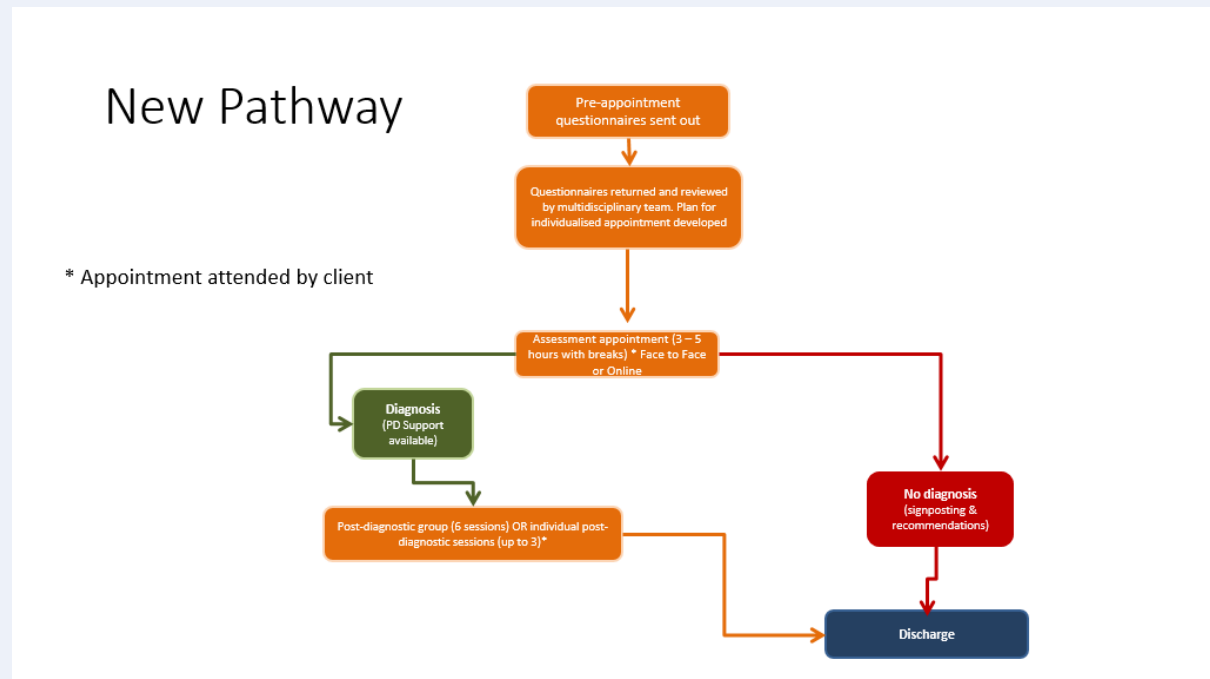 New Pathway
Pre-appointment
questionnaires sent out
Questionnaires returned and reviewed
by multidisciplinary team. Plan for
individualised appointment developed
* Appointment attended by client
Assessment appointment (3 – 5
hours with breaks) * Face to Face
or Online
Diagnosis
(PD Support
available)
No diagnosis
(signposting &
recommendations)
Post-diagnostic group (6 sessions) OR individual post-
diagnostic sessions (up to 3)*
Discharge